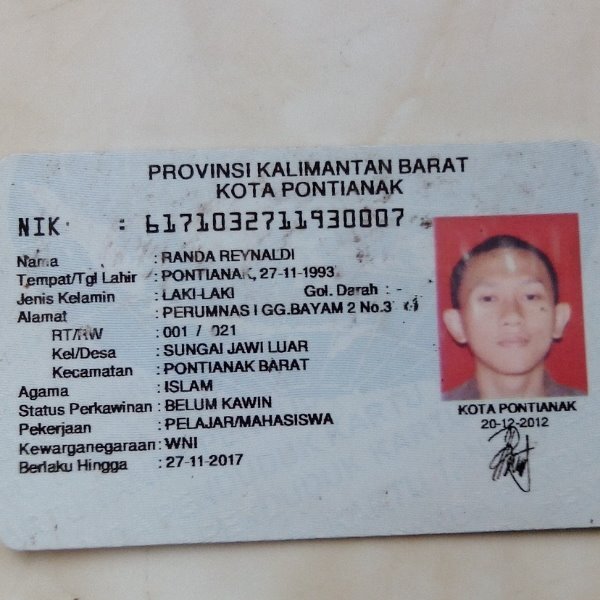 PROVINSI KALIMANTAN BARAT
KOTA PONTIANAK
NIK : 6171032711930007
Nama : RANDA REYNALDI
Tempat/Tgl Lahir : PONTIANAK, 27-11-1993
Jenis Kelamin : LAKI-LAKI Gol. Darah : -
Alamat : PERUMNAS I GG.BAYAM 2 No.3
RT/RW : 001 / 021
Kel/Desa : SUNGAI JAWI LUAR
Kecamatan : PONTIANAK BARAT
Agama : ISLAM
Status Perkawinan : BELUM KAWIN
Pekerjaan : PELAJAR/MAHASISWA
Kewarganegaraan : WNI
Berlaku Hingga : 27-11-2017
KOTA PONTIANAK
20-12-2012